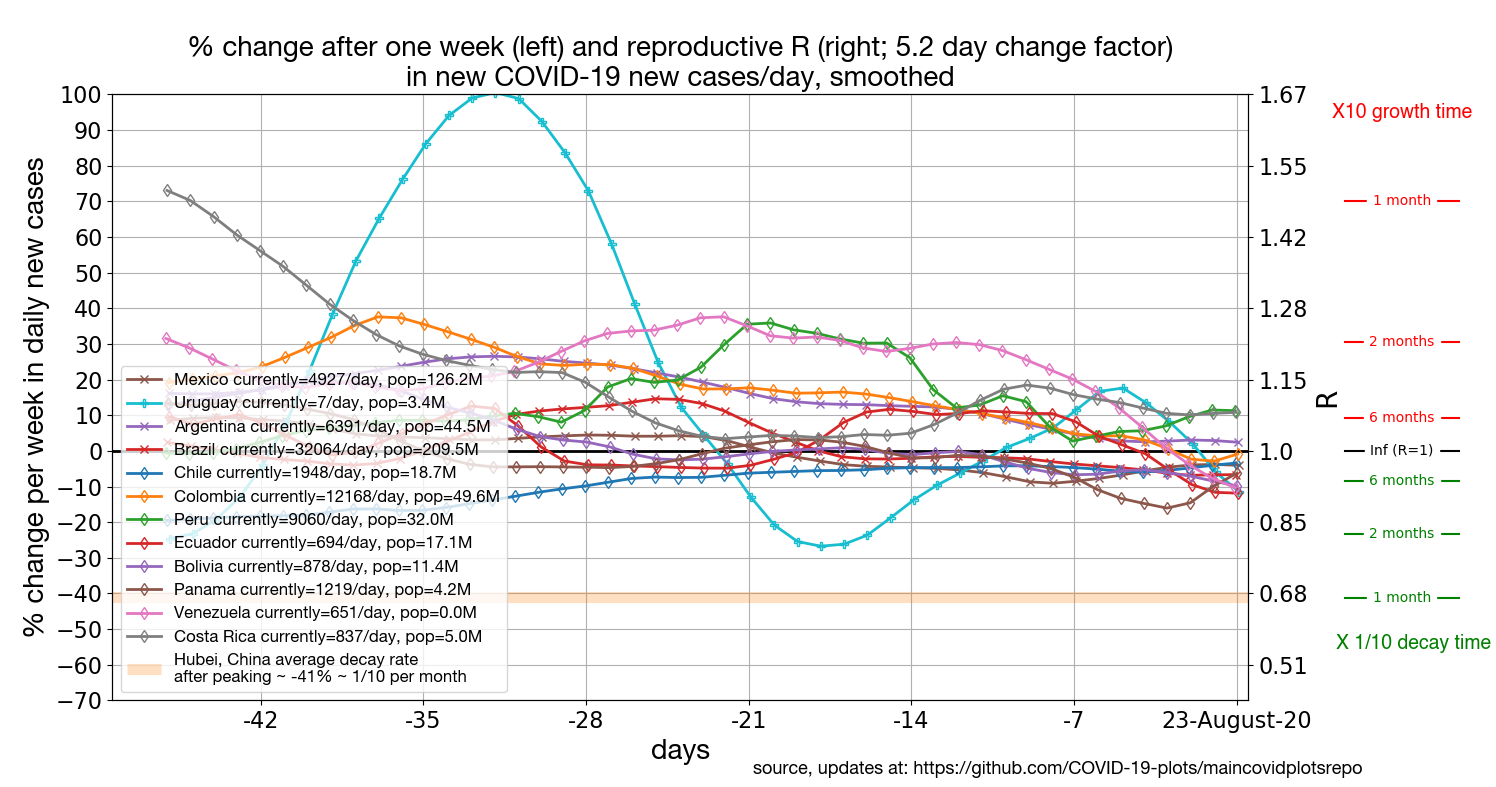 % change after one week (left) and reproductive R (right; 5.2 day change factor)
in new COVID-19 new cases/day, smoothed
% change per week in daily new cases
100
90
80
70
60
50
40
30
20
10
0
−10
−20
−30
−40
−50
−60
−70
Mexico currently=4927/day, pop=126.2M
Uruguay currently=7/day, pop=3.4M
Argentina currently=6391/day, pop=44.5M
Brazil currently=32064/day, pop=209.5M
Chile currently=1948/day, pop=18.7M
Colombia currently=12168/day, pop=49.6M
Peru currently=9060/day, pop=32.0M
Ecuador currently=694/day, pop=17.1M
Bolivia currently=878/day, pop=11.4M
Panama currently=1219/day, pop=4.2M
Venezuela currently=651/day, pop=0.0M
Costa Rica currently=837/day, pop=5.0M
Hubei, China average decay rate
after peaking ~ -41% ~ 1/10 per month
-42
-35
-28
-21
-14
-7
23-August-20
days
1.67
1.55
1.42
1.28
1.15
1.0
0.85
0.68
0.51
R
X10 growth time
1 month
2 months
6 months
Inf (R=1)
6 months
2 months
1 month
X 1/10 decay time
source, updates at: https://github.com/COVID-19-plots/maincovidplotsrepo